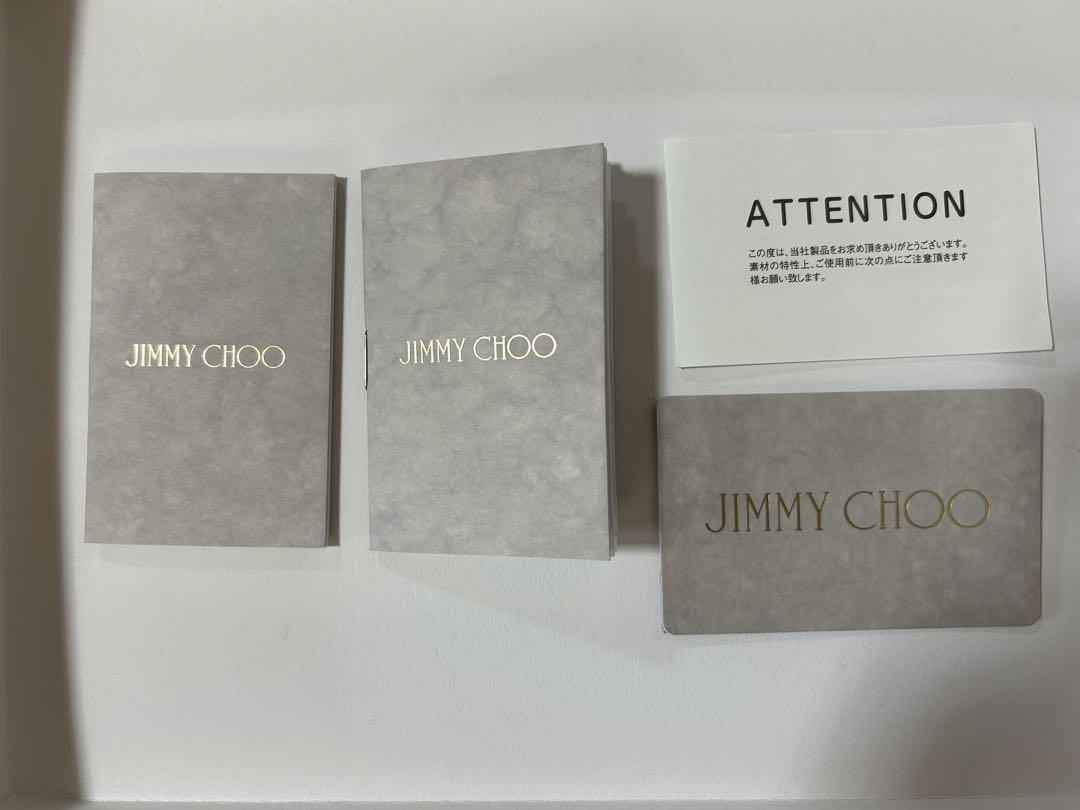 JIMMY CHOO
JIMMY CHOO
ATTENTION
この度は、当社製品をお求め頂きありがとうございます。
素材の特性上、ご使用前に次の点にご注意頂きます
様お願い致します。
JIMMY CHOO